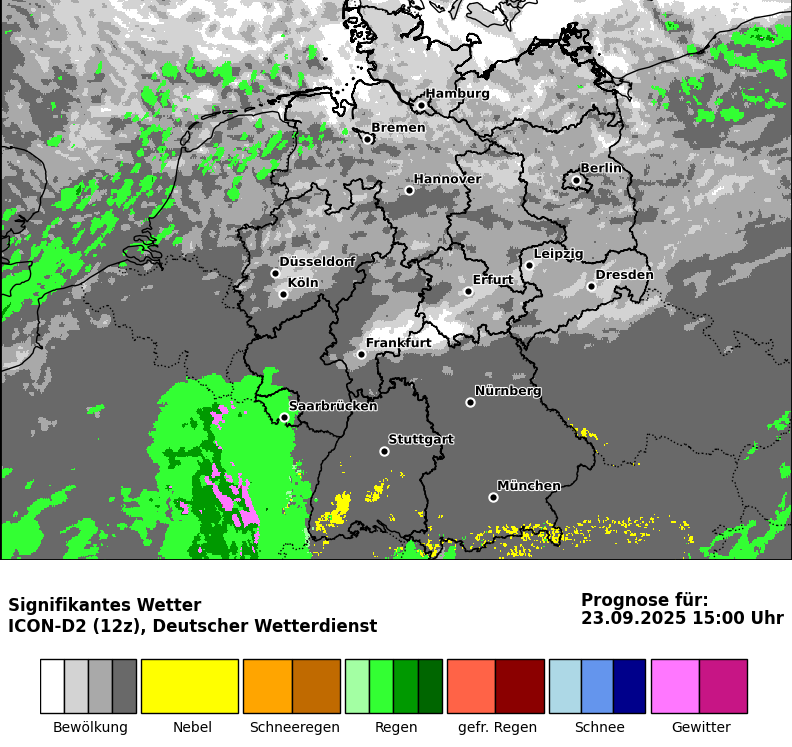 Hamburg
Bremen
Berlin
Hannover
Leipzig
Düsseldorf
Dresden
Köln
Erfurt
Frankfurt
Nürnberg
Saarbrücken
Stuttgart
München
Signifikantes Wetter
ICON-D2 (12z), Deutscher Wetterdienst
Prognose für:
23.09.2025 15:00 Uhr
Bewölkung Nebel Schneeregen Regen gefr. Regen Schnee Gewitter